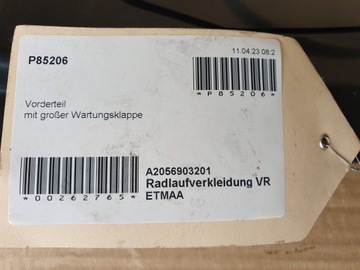 P85206
11.04.23 08:2
*P85206*
Vorderteil
mit großer Wartungsklappe
*00262765*
A2056903201
Radlaufverkleidung VR
ETMAA